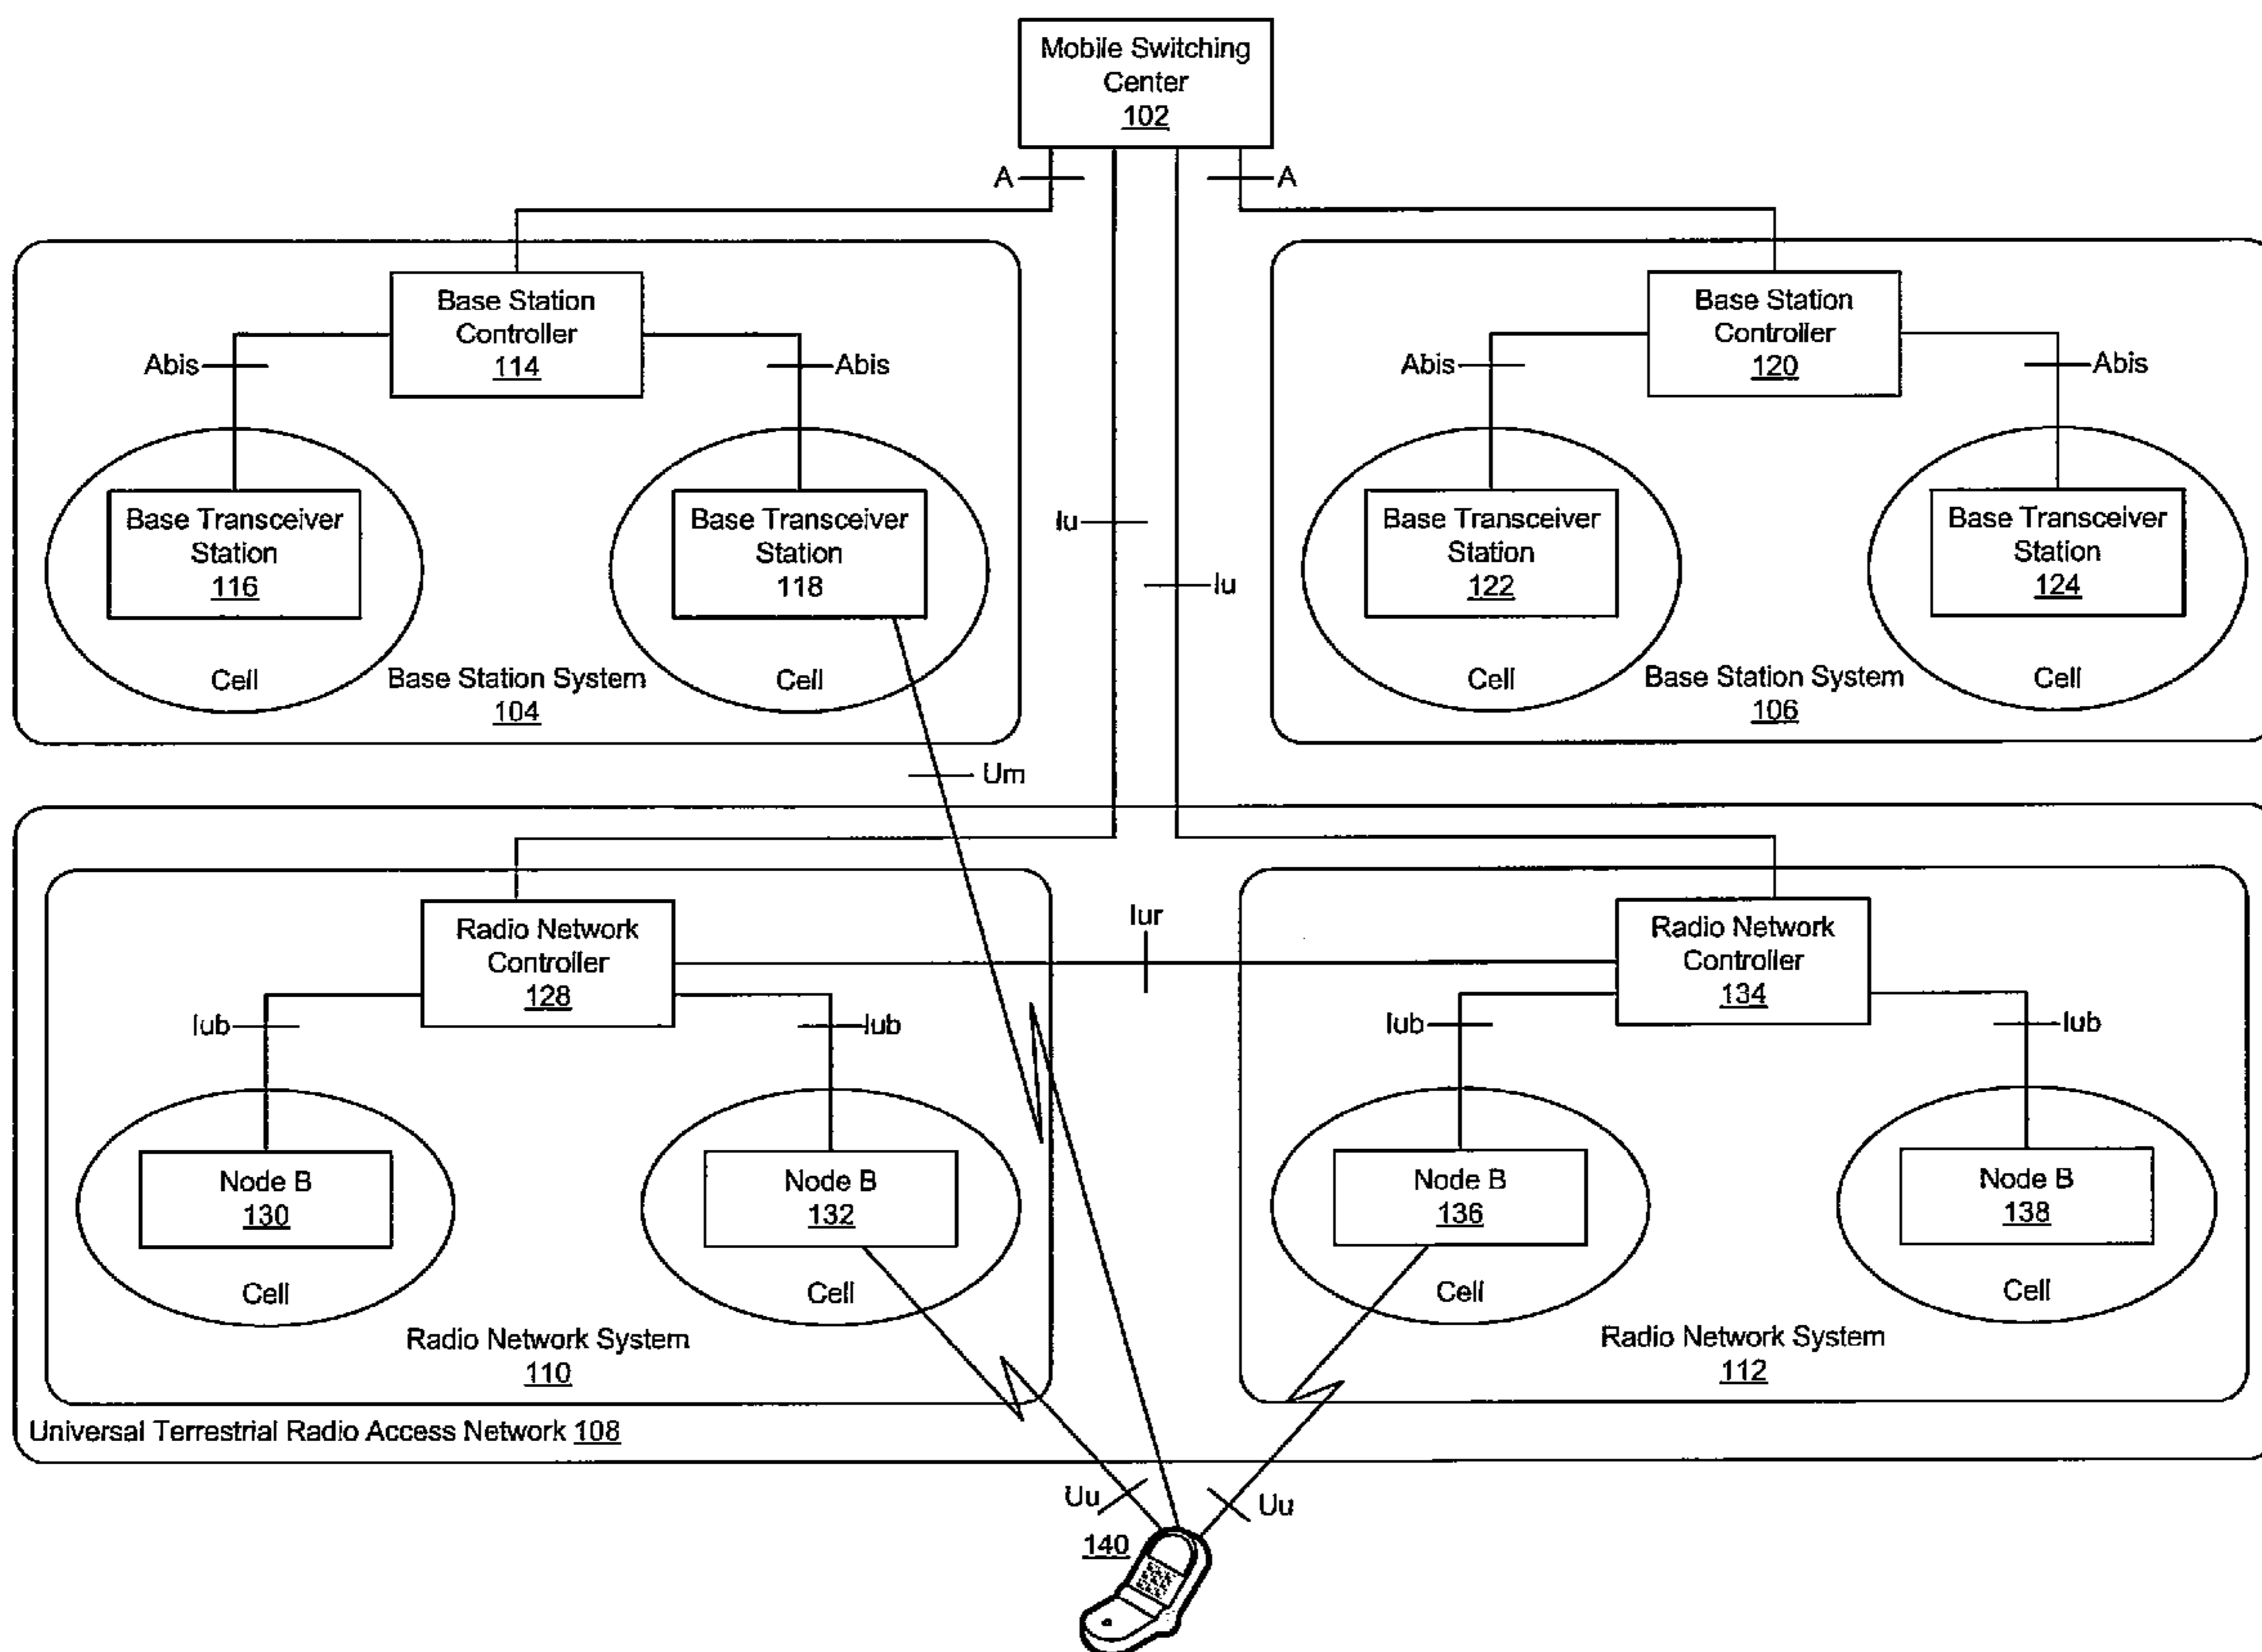 Mobile Switching
Center
102
A
A
Base Station
Controller
114
Abis
Abis
Base Transceiver
Station
116
Cell
Base Transceiver
Station
118
Cell
Base Station System
104
Base Station
Controller
120
Abis
Abis
Base Transceiver
Station
122
Cell
Base Transceiver
Station
124
Cell
Base Station System
106
Iu
Iu
Um
Radio Network
Controller
128
Iub
Iub
Node B
130
Cell
Node B
132
Cell
Radio Network System
110
Iur
Radio Network
Controller
134
Iub
Iub
Node B
136
Cell
Node B
138
Cell
Radio Network System
112
Universal Terrestrial Radio Access Network 108
Uu
Uu
140